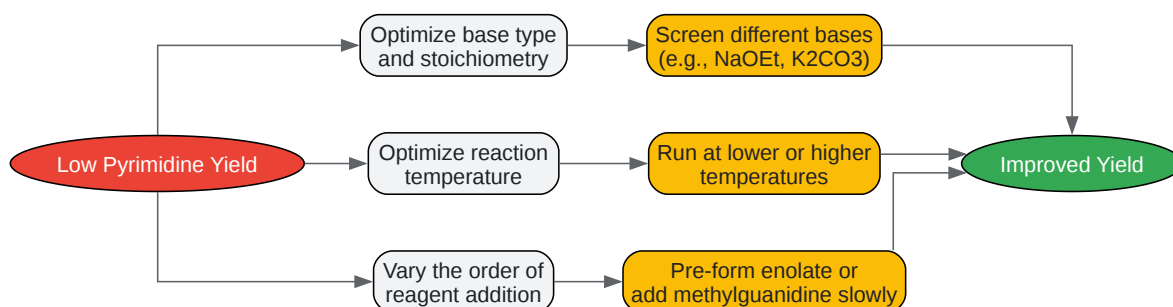 Optimize base type
and stoichiometry
Screen different bases
(e.g., NaOEt, K2CO3)
Low Pyrimidine Yield
Optimize reaction
temperature
Run at lower or higher
temperatures
Improved Yield
Vary the order of
reagent addition
Pre-form enolate or
add methylguanidine slowly